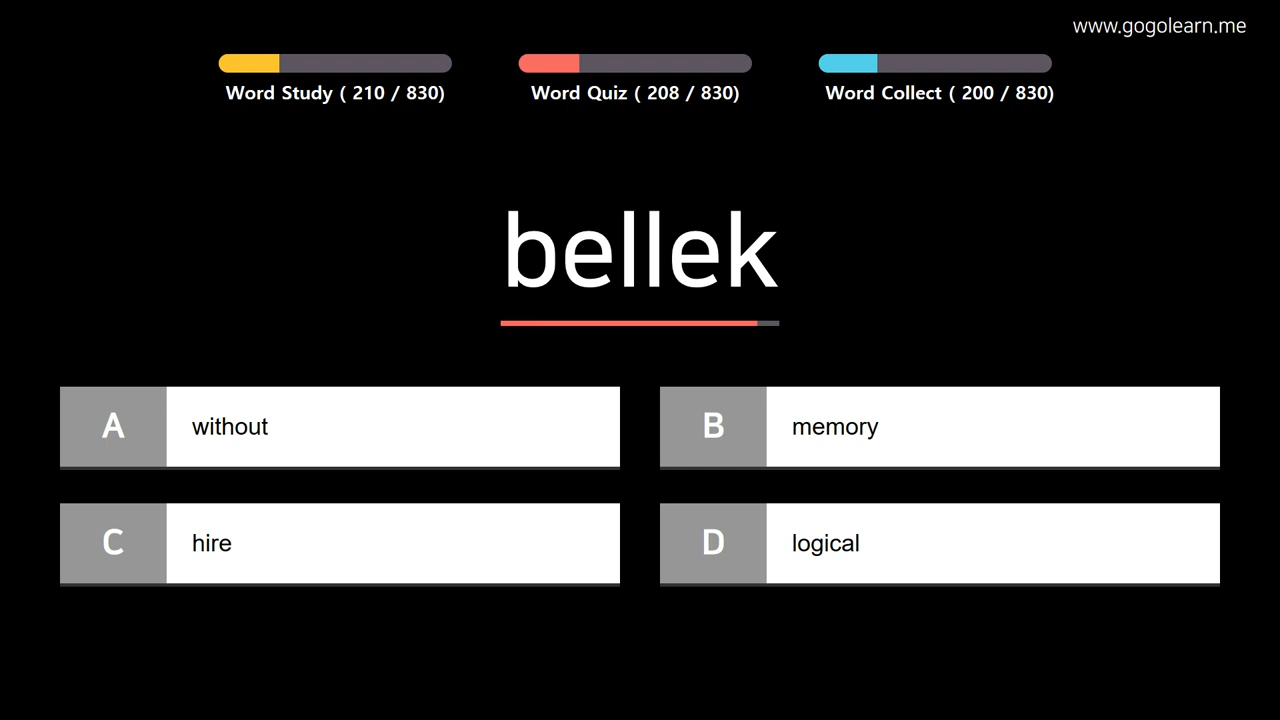 www.gogolearn.me
Word Study ( 210 / 830)
Word Quiz ( 208 / 830)
Word Collect ( 200 / 830)
bellek
A without
B memory
C hire
D logical